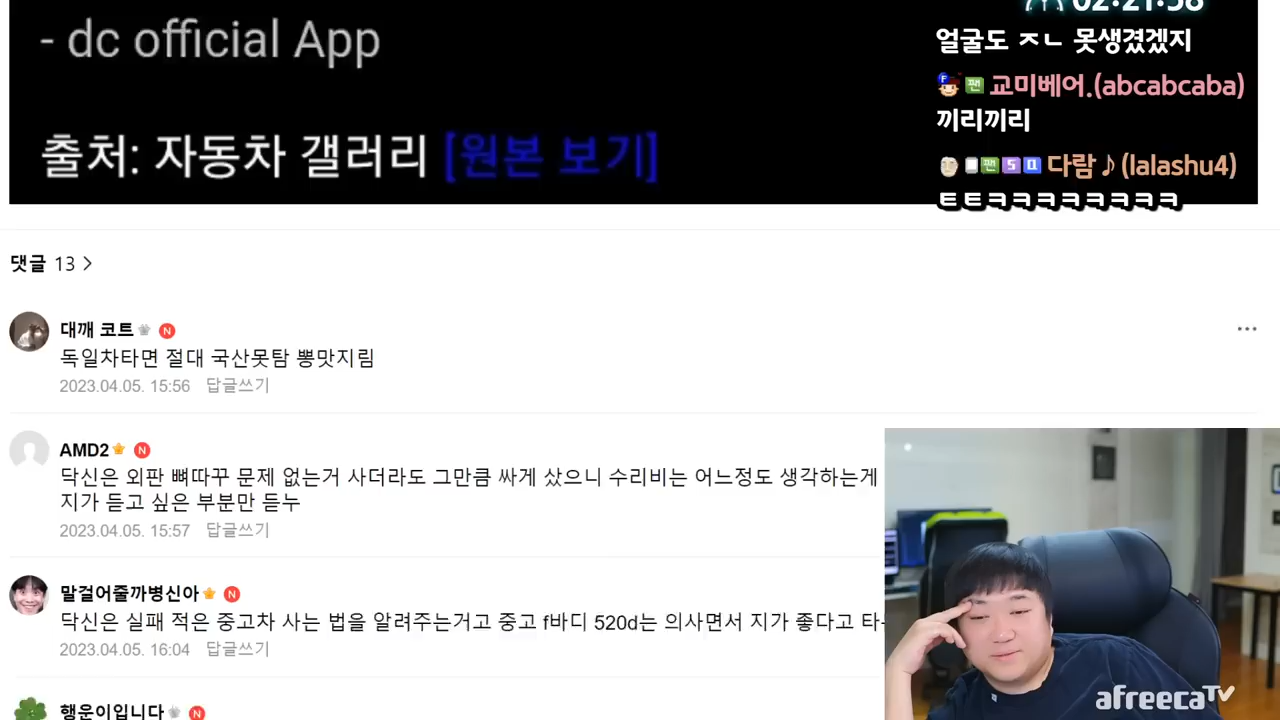 - dc official App
출처: 자동차 갤러리 [원본 보기]
02:21:58
얼굴도 ㅈㄴ 못생겼겠지
교미베어.(abcabcaba)
끼리끼리
다람♪(lalashu4)
ㅌㅌㅋㅋㅋㅋㅋㅋㅋㅋ
댓글 13 >
대깨 코트 N
독일차타면 절대 국산못탐 뽕맛지림
2023.04.05. 15:56 답글쓰기
AMD2 N
닥신은 외판 뼈따꾸 문제 없는거 사더라도 그만큼 싸게 샀으니 수리비는 어느정도 생각하는게
지가 듣고 싶은 부분만 듣누
2023.04.05. 15:57 답글쓰기
말걸어줄까병신아 N
닥신은 실패 적은 중고차 사는 법을 알려주는거고 중고 f바디 520d는 의사면서 지가 좋다고 타
2023.04.05. 16:04 답글쓰기
행운이입니다 N
afreecaTV